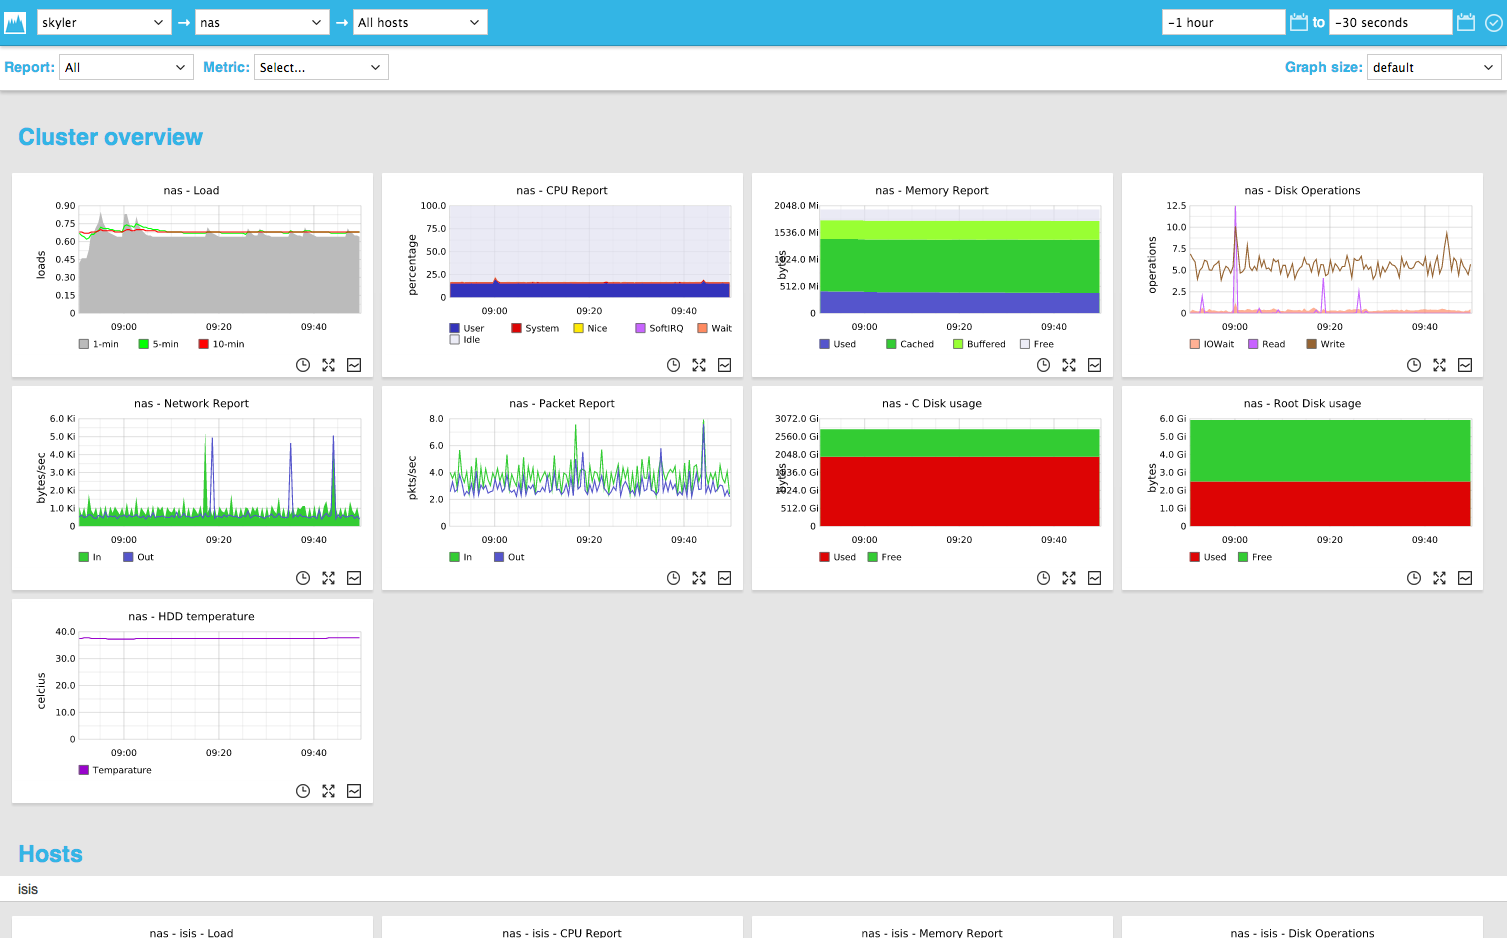 skyler → nas → All hosts -1 hour to -30 seconds
Report: All Metric: Select... Graph size: default
Cluster overview
nas - Load
0.90
0.75
0.60
0.45
0.30
0.15
0
loads
09:00 09:20 09:40
1-min 5-min 10-min
nas - CPU Report
100.0
75.0
50.0
25.0
0
percentage
09:00 09:20 09:40
User System Nice SoftIRQ Wait
Idle
nas - Memory Report
2048.0 Mi
1536.0 Mi
1024.0 Mi
512.0 Mi
0
bytes
09:00 09:20 09:40
Used Cached Buffered Free
nas - Disk Operations
12.5
10.0
7.5
5.0
2.5
0
operations
09:00 09:20 09:40
IOWait Read Write
nas - Network Report
6.0 Ki
5.0 Ki
4.0 Ki
3.0 Ki
2.0 Ki
1.0 Ki
0
bytes/sec
09:00 09:20 09:40
In Out
nas - Packet Report
8.0
6.0
4.0
2.0
0
pkts/sec
09:00 09:20 09:40
In Out
nas - C Disk usage
3072.0 Gi
2560.0 Gi
2048.0 Gi
1536.0 Gi
1024.0 Gi
512.0 Gi
0
bytes
09:00 09:20 09:40
Used Free
nas - Root Disk usage
6.0 Gi
5.0 Gi
4.0 Gi
3.0 Gi
2.0 Gi
1.0 Gi
0
bytes
09:00 09:20 09:40
Used Free
nas - HDD temperature
40.0
30.0
20.0
10.0
0
celcius
09:00 09:20 09:40
Temparature
Hosts
isis
nas - isis - Load
nas - isis - CPU Report
nas - isis - Memory Report
nas - isis - Disk Operations